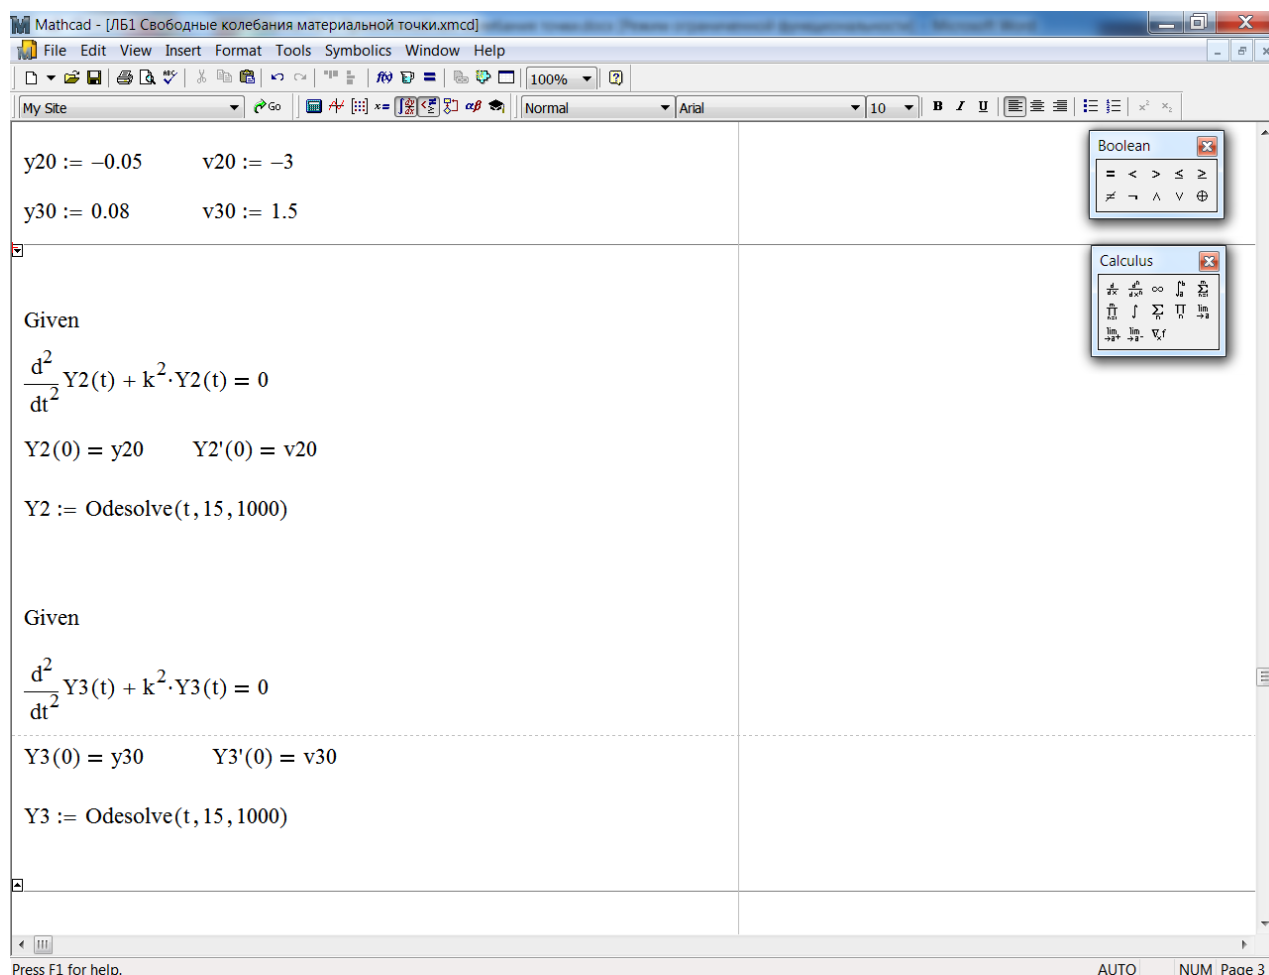 Mathcad - [ЛБ1 Свободные колебания материальной точки.xmcd]
File Edit View Insert Format Tools Symbolics Window Help
100%
My Site Go Normal Arial 10 B I U
y20 := −0.05 v20 := −3
y30 := 0.08 v30 := 1.5
Boolean
= < > ≤ ≥
≠ ¬ ∧ ∨ ⊕
Calculus
Given
d²/dt² Y2(t) + k²·Y2(t) = 0
Y2(0) = y20 Y2'(0) = v20
Y2 := Odesolve(t,15,1000)
Given
d²/dt² Y3(t) + k²·Y3(t) = 0
Y3(0) = y30 Y3'(0) = v30
Y3 := Odesolve(t,15,1000)
Press F1 for help. AUTO NUM Page 3